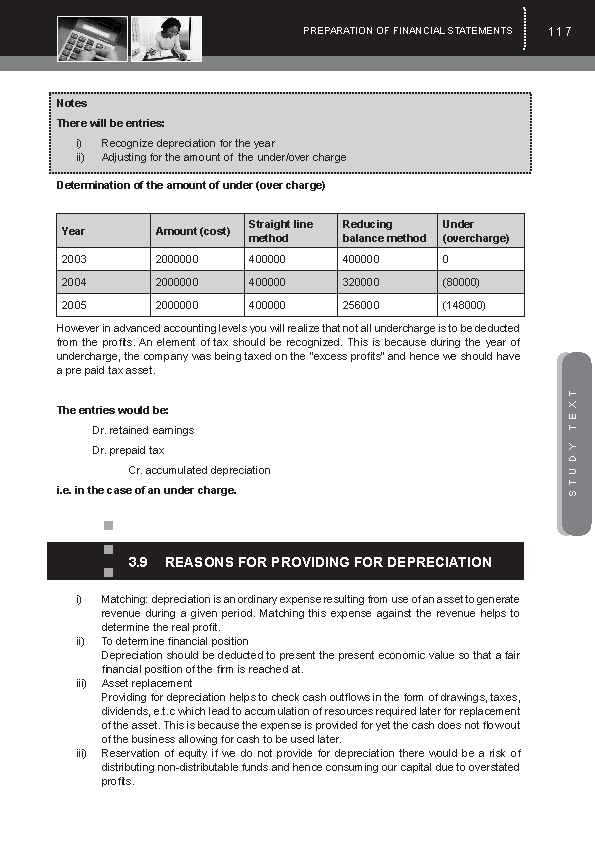 PREPARATION OF FINANCIAL STATEMENTS 117
Notes
There will be entries:
i) Recognize depreciation for the year
ii) Adjusting for the amount of the under/over charge
Determination of the amount of under (over charge)
Year Amount (cost) Straight line method Reducing balance method Under (overcharge)
2003 2000000 400000 400000 0
2004 2000000 400000 320000 (80000)
2005 2000000 400000 256000 (148000)
However in advanced accounting levels you will realize that not all undercharge is to be deducted
from the profits. An element of tax should be recognized. This is because during the year of
undercharge, the company was being taxed on the "excess profits" and hence we should have
a pre paid tax asset.
The entries would be:
Dr. retained earnings
Dr. prepaid tax
Cr. accumulated depreciation
i.e. in the case of an under charge.
STUDY TEXT
3.9 REASONS FOR PROVIDING FOR DEPRECIATION
i) Matching: depreciation is an ordinary expense resulting from use of an asset to generate
revenue during a given period. Matching this expense against the revenue helps to
determine the real profit.
ii) To determine financial position
Depreciation should be deducted to present the present economic value so that a fair
financial position of the firm is reached at.
iii) Asset replacement
Providing for depreciation helps to check cash outflows in the form of drawings, taxes,
dividends, e.t.c which lead to accumulation of resources required later for replacement
of the asset. This is because the expense is provided for yet the cash does not flow out
of the business allowing for cash to be used later.
iii) Reservation of equity if we do not provide for depreciation there would be a risk of
distributing non-distributable funds and hence consuming our capital due to overstated
profits.